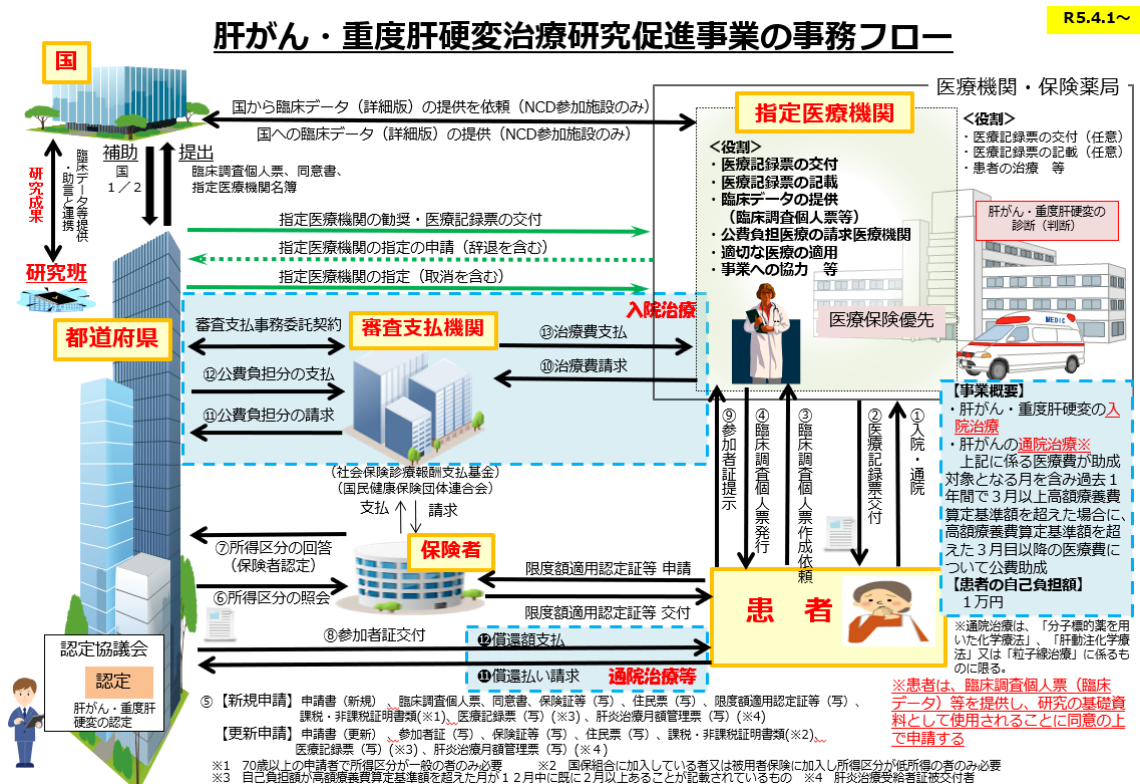 R5.4.1～
肝がん・重度肝硬変治療研究促進事業の事務フロー
国
医療機関・保険薬局
国から臨床データ（詳細版）の提供を依頼（NCD参加施設のみ）
国への臨床データ（詳細版）の提供（NCD参加施設のみ）
指定医療機関
＜役割＞
・医療記録票の交付
・医療記録票の記載
・臨床データの提供
（臨床調査個人票等）
・公費負担医療の請求医療機関
・適切な医療の適用
・事業への協力　等
＜役割＞
・医療記録票の交付（任意）
・医療記録票の記載（任意）
・患者の治療　等
肝がん・重度肝硬変の
診断（判断）
医療保険優先
MEDIC
研究成果
臨床データ等提供
・助言と連携
補助
国
１／２
提出
臨床調査個人票、同意書、
指定医療機関名簿
指定医療機関の勧奨・医療記録票の交付
指定医療機関の指定の申請（辞退を含む）
指定医療機関の指定（取消を含む）
研究班
都道府県
入院治療
審査支払事務委託契約
審査支払機関
⑬治療費支払
⑫公費負担分の支払
⑩治療費請求
⑪公費負担分の請求
（社会保険診療報酬支払基金）
（国民健康保険団体連合会）
支払
請求
⑨参加者証提示
④臨床調査個人票発行
③臨床調査個人票作成依頼
②医療記録票交付
①入院・通院
【事業概要】
・肝がん・重度肝硬変の入
院治療
・肝がんの通院治療※
上記に係る医療費が助成
対象となる月を含み過去１
年間で３月以上高額療養費
算定基準額を超えた場合に、
高額療養費算定基準額を超
えた３月目以降の医療費に
ついて公費助成
【患者の自己負担額】
１万円
⑦所得区分の回答
（保険者認定）
⑥所得区分の照会
保険者
限度額適用認定証等 申請
限度額適用認定証等 交付
患　者
⑧参加者証交付
⓬償還額支払
⓫償還払い請求
通院治療等
※通院治療は、「分子標的薬を用
いた化学療法」、「肝動注化学療
法」又は「粒子線治療」に係るも
のに限る。
※患者は、臨床調査個人票（臨床
データ）等を提供し、研究の基礎資
料として使用されることに同意の上
で申請する
認定協議会
認定
肝がん・重度肝
硬変の認定
⑤【新規申請】申請書（新規）、臨床調査個人票、同意書、保険証等（写）、住民票（写）、限度額適用認定証等（写）、
課税・非課税証明書類(※1)、医療記録票（写）(※3)、肝炎治療月額管理票（写）(※4)
【更新申請】申請書（更新）、参加者証（写）、保険証等（写）、住民票（写）、課税・非課税証明書類(※2)、
医療記録票（写）(※3)、肝炎治療月額管理票（写）(※4)
※1　70歳以上の申請者で所得区分が一般の者のみ必要　　※2　国保組合に加入している者又は被用者保険に加入し所得区分が低所得の者のみ必要
※3　自己負担額が高額療養費算定基準額を超えた月が１２月中に既に２月以上あることが記載されているもの　※4　肝炎治療受給者証被交付者